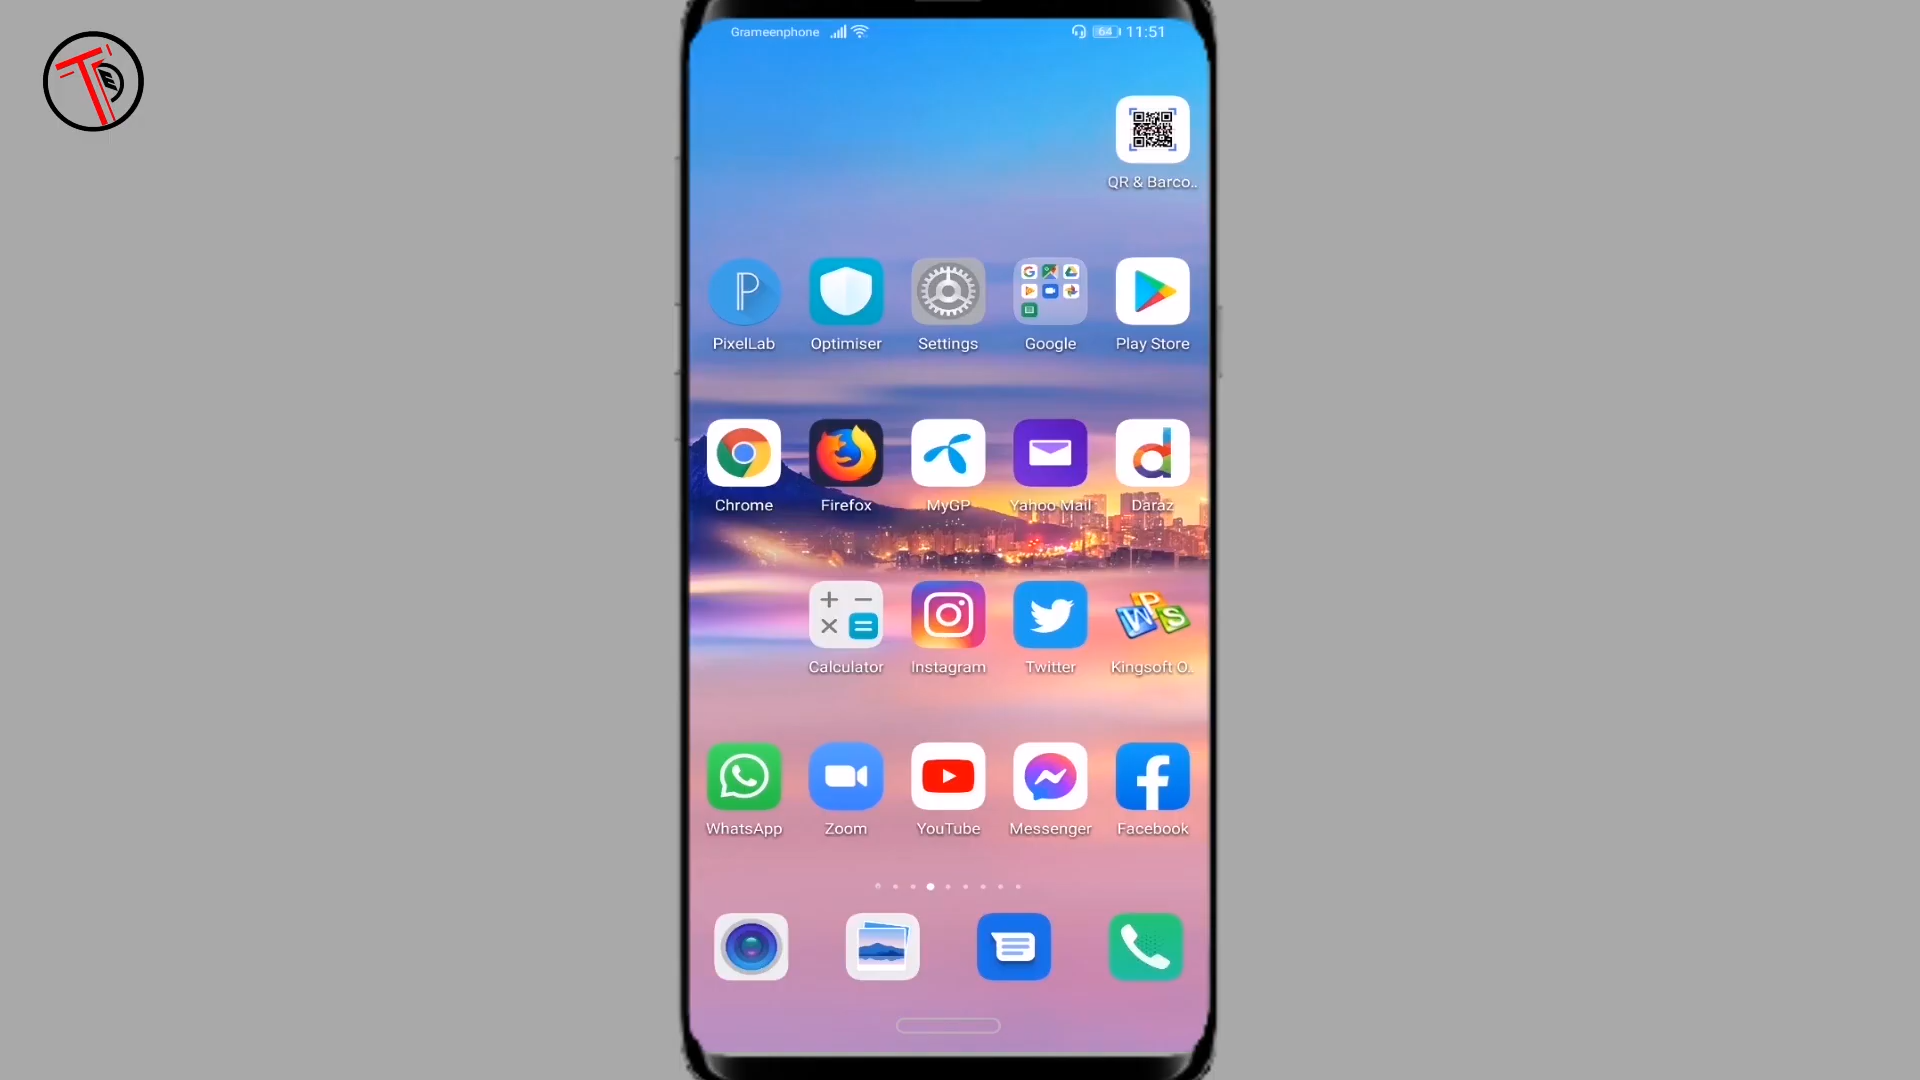 Grameenphone 64 11:51
QR & Barco..
PixelLab Optimiser Settings Google Play Store
Chrome Firefox MyGP Yahoo Mail Daraz
Calculator Instagram Twitter Kingsoft O..
WhatsApp Zoom YouTube Messenger Facebook